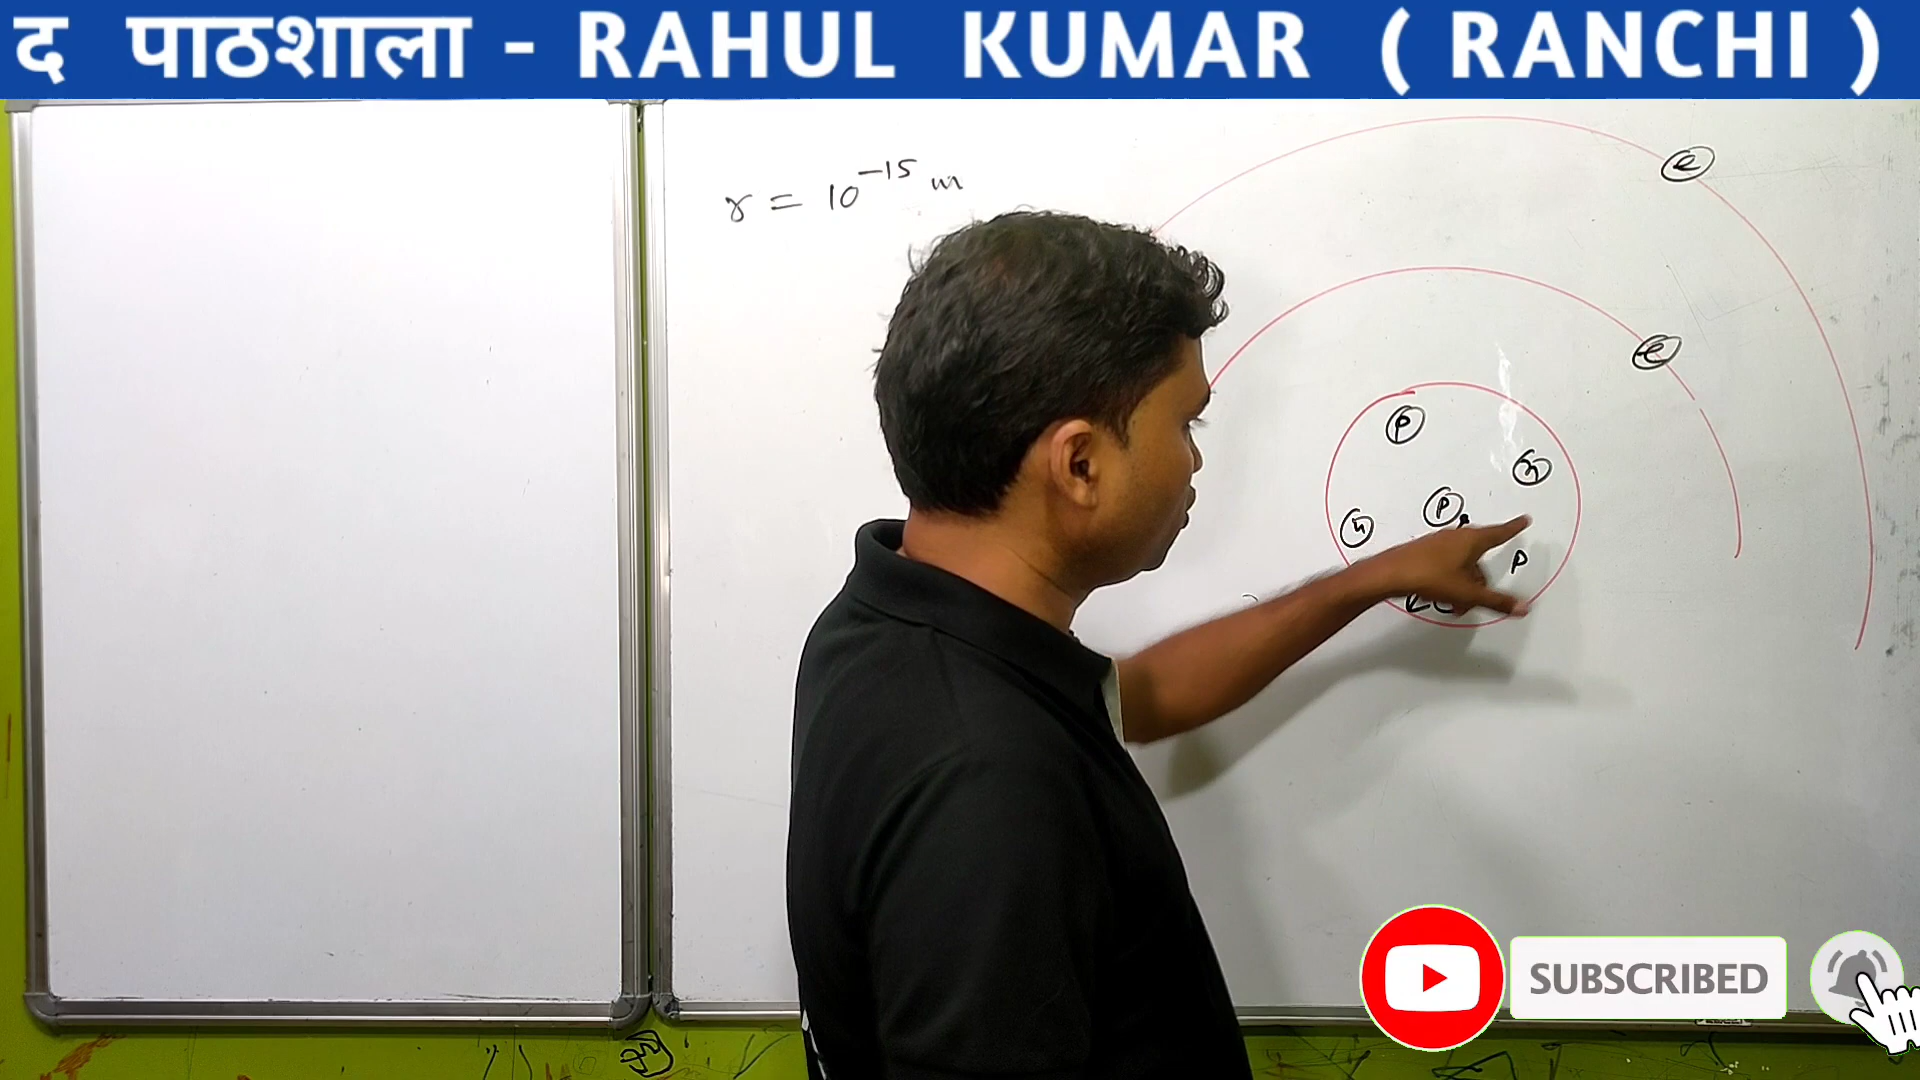 द पाठशाला - RAHUL KUMAR ( RANCHI )
r = 10⁻¹⁵ m
e
e
P
n
P
n
P
SUBSCRIBED